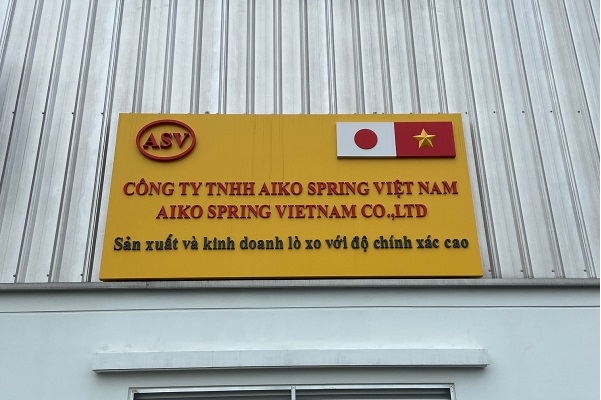 ASV
CÔNG TY TNHH AIKO SPRING VIỆT NAM
AIKO SPRING VIETNAM CO.,LTD
Sản xuất và kinh doanh lò xo với độ chính xác cao